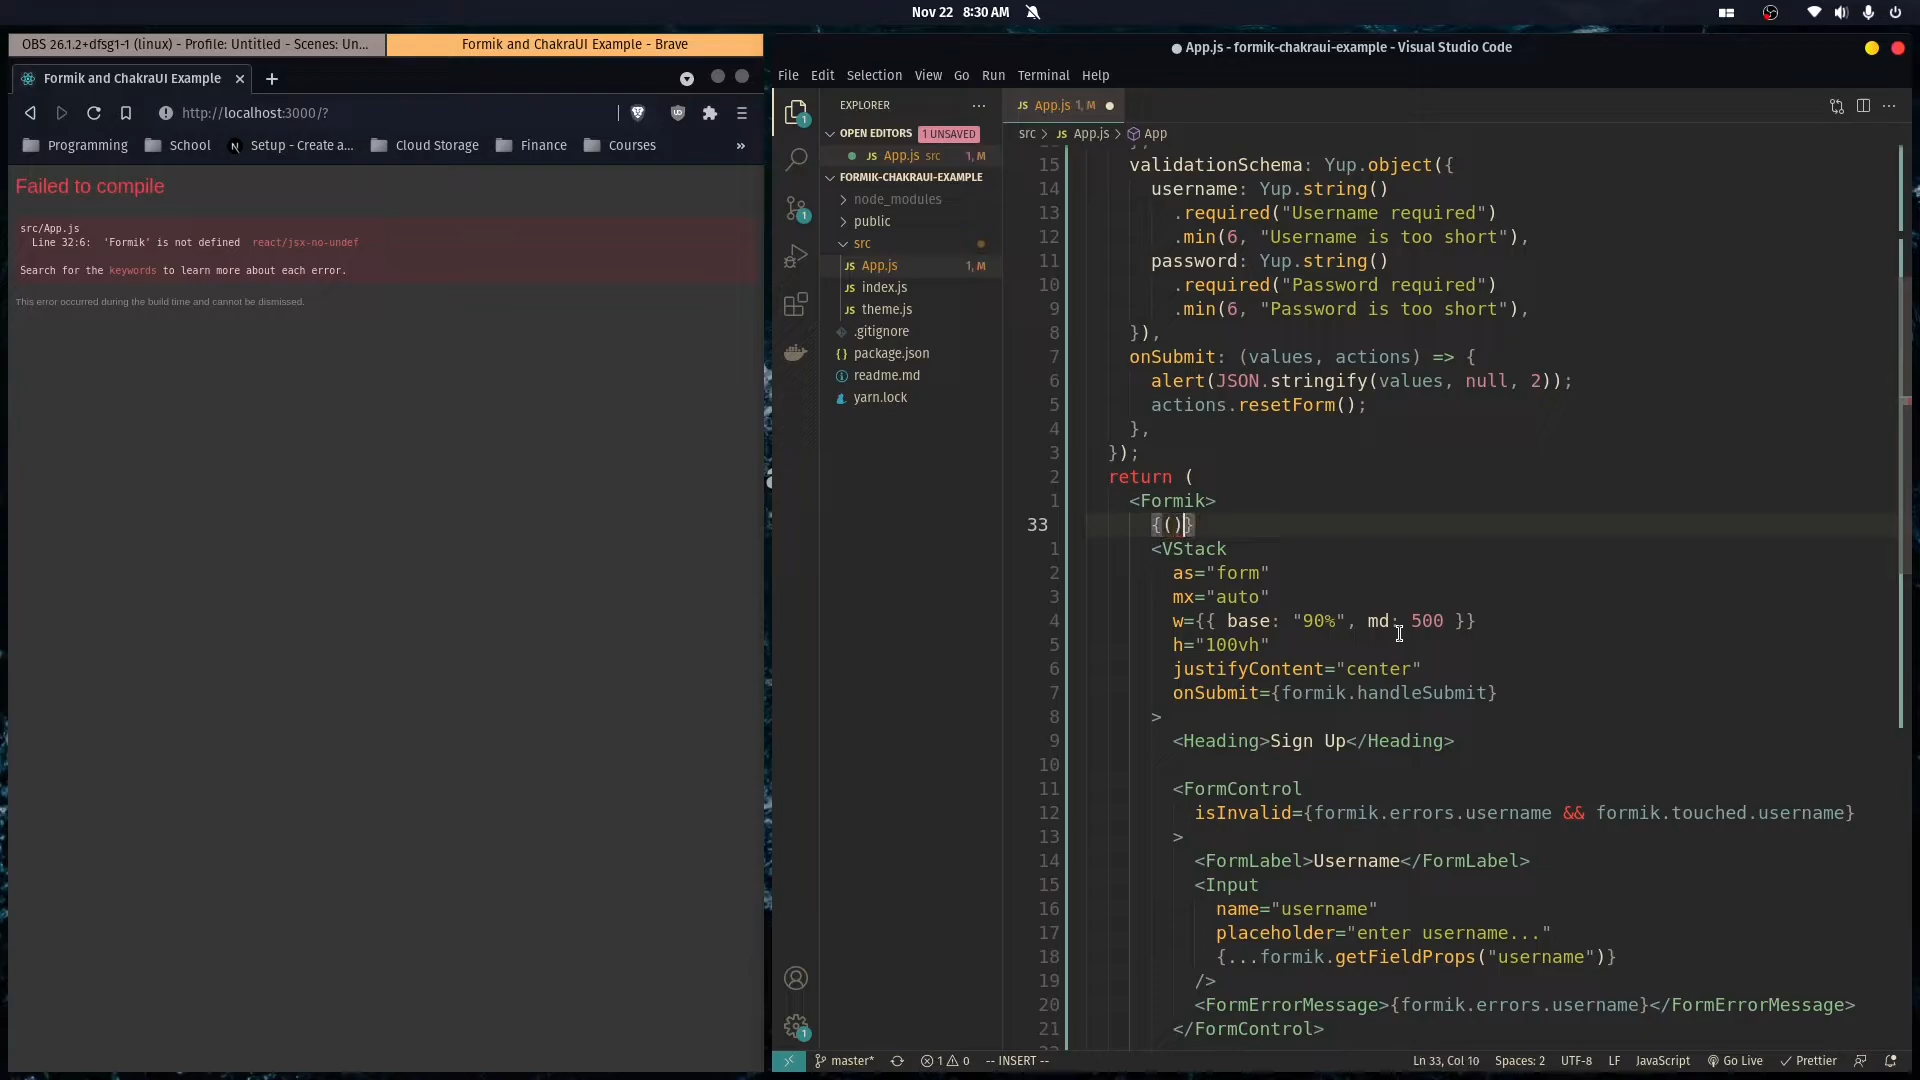 Nov 22 8:30 AM
OBS 26.1.2+dfsg1-1 (linux) - Profile: Untitled - Scenes: Un...
Formik and ChakraUI Example - Brave
Formik and ChakraUI Example
http://localhost:3000/?
Programming School Setup - Create a... Cloud Storage Finance Courses »
Failed to compile
src/App.js
Line 32:6: 'Formik' is not defined react/jsx-no-undef
Search for the keywords to learn more about each error.
This error occurred during the build time and cannot be dismissed.
● App.js - formik-chakraui-example - Visual Studio Code
File Edit Selection View Go Run Terminal Help
EXPLORER
OPEN EDITORS 1 UNSAVED
JS App.js src 1, M
FORMIK-CHAKRAUI-EXAMPLE
node_modules
public
src
JS App.js 1, M
JS index.js
JS theme.js
.gitignore
{} package.json
readme.md
yarn.lock
1
1
1
JS App.js 1, M ●
src > JS App.js > App
15 validationSchema: Yup.object({
14 username: Yup.string()
13 .required("Username required")
12 .min(6, "Username is too short"),
11 password: Yup.string()
10 .required("Password required")
9 .min(6, "Password is too short"),
8 }),
7 onSubmit: (values, actions) => {
6 alert(JSON.stringify(values, null, 2));
5 actions.resetForm();
4 },
3 });
2 return (
1 <Formik>
33 {()}
1 <VStack
2 as="form"
3 mx="auto"
4 w={{ base: "90%", md: 500 }}
5 h="100vh"
6 justifyContent="center"
7 onSubmit={formik.handleSubmit}
8 >
9 <Heading>Sign Up</Heading>
10
11 <FormControl
12 isInvalid={formik.errors.username && formik.touched.username}
13 >
14 <FormLabel>Username</FormLabel>
15 <Input
16 name="username"
17 placeholder="enter username..."
18 {...formik.getFieldProps("username")}
19 />
20 <FormErrorMessage>{formik.errors.username}</FormErrorMessage>
21 </FormControl>
master* 1 0 -- INSERT -- Ln 33, Col 10 Spaces: 2 UTF-8 LF JavaScript Go Live Prettier